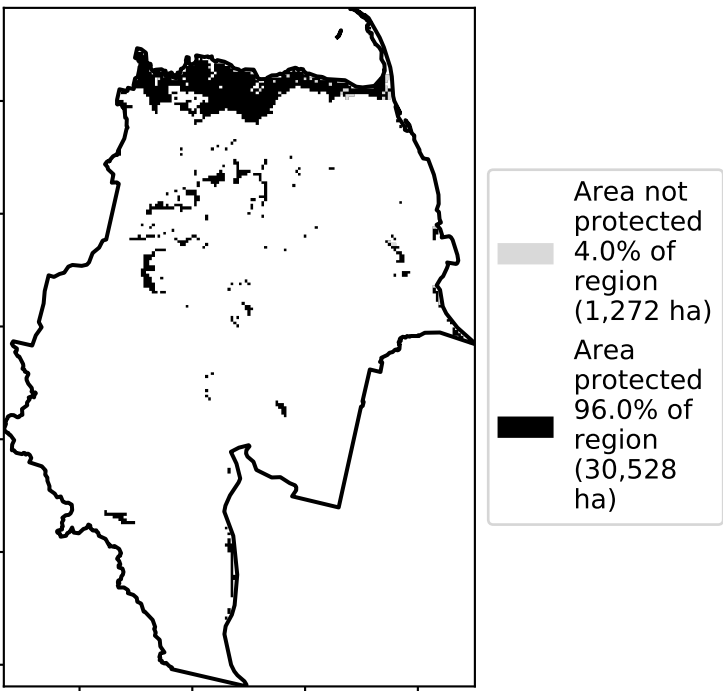 Area not
protected
4.0% of
region
(1,272 ha)
Area
protected
96.0% of
region
(30,528
ha)